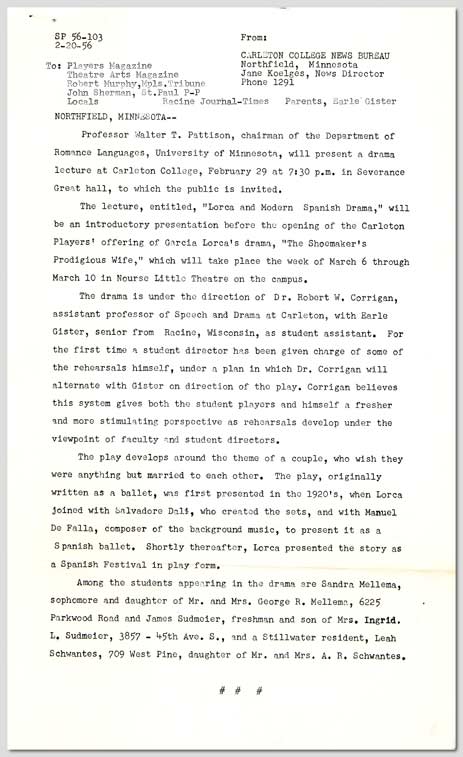 SP 56-103
2-20-56
From:
CARLETON COLLEGE NEWS BUREAU
Northfield, Minnesota
Jane Koelges, News Director
Phone 1291
To: Players Magazine
Theatre Arts Magazine
Robert Murphy, Mpls. Tribune
John Sherman, St. Paul P-P
Locals Racine Journal-Times Parents, Earle Gister
NORTHFIELD, MINNESOTA--
Professor Walter T. Pattison, chairman of the Department of
Romance Languages, University of Minnesota, will present a drama
lecture at Carleton College, February 29 at 7:30 p.m. in Severance
Great hall, to which the public is invited.
The lecture, entitled, "Lorca and Modern Spanish Drama," will
be an introductory presentation before the opening of the Carleton
Players' offering of Garcia Lorca's drama, "The Shoemaker's
Prodigious Wife," which will take place the week of March 6 through
March 10 in Nourse Little Theatre on the campus.
The drama is under the direction of Dr. Robert W. Corrigan,
assistant professor of Speech and Drama at Carleton, with Earle
Gister, senior from Racine, Wisconsin, as student assistant. For
the first time a student director has been given charge of some of
the rehearsals himself, under a plan in which Dr. Corrigan will
alternate with Gister on direction of the play. Corrigan believes
this system gives both the student players and himself a fresher
and more stimulating perspective as rehearsals develop under the
viewpoint of faculty and student directors.
The play develops around the theme of a couple, who wish they
were anything but married to each other. The play, originally
written as a ballet, was first presented in the 1920's, when Lorca
joined with Salvadore Dali, who created the sets, and with Manuel
De Falla, composer of the background music, to present it as a
Spanish ballet. Shortly thereafter, Lorca presented the story as
a Spanish Festival in play form.
Among the students appearing in the drama are Sandra Mellema,
sophomore and daughter of Mr. and Mrs. George R. Mellema, 6225
Parkwood Road and James Sudmeier, freshman and son of Mrs. Ingrid.
L. Sudmeier, 3857 - 45th Ave. S., and a Stillwater resident, Leah
Schwantes, 709 West Pine, daughter of Mr. and Mrs. A. R. Schwantes.
# # #